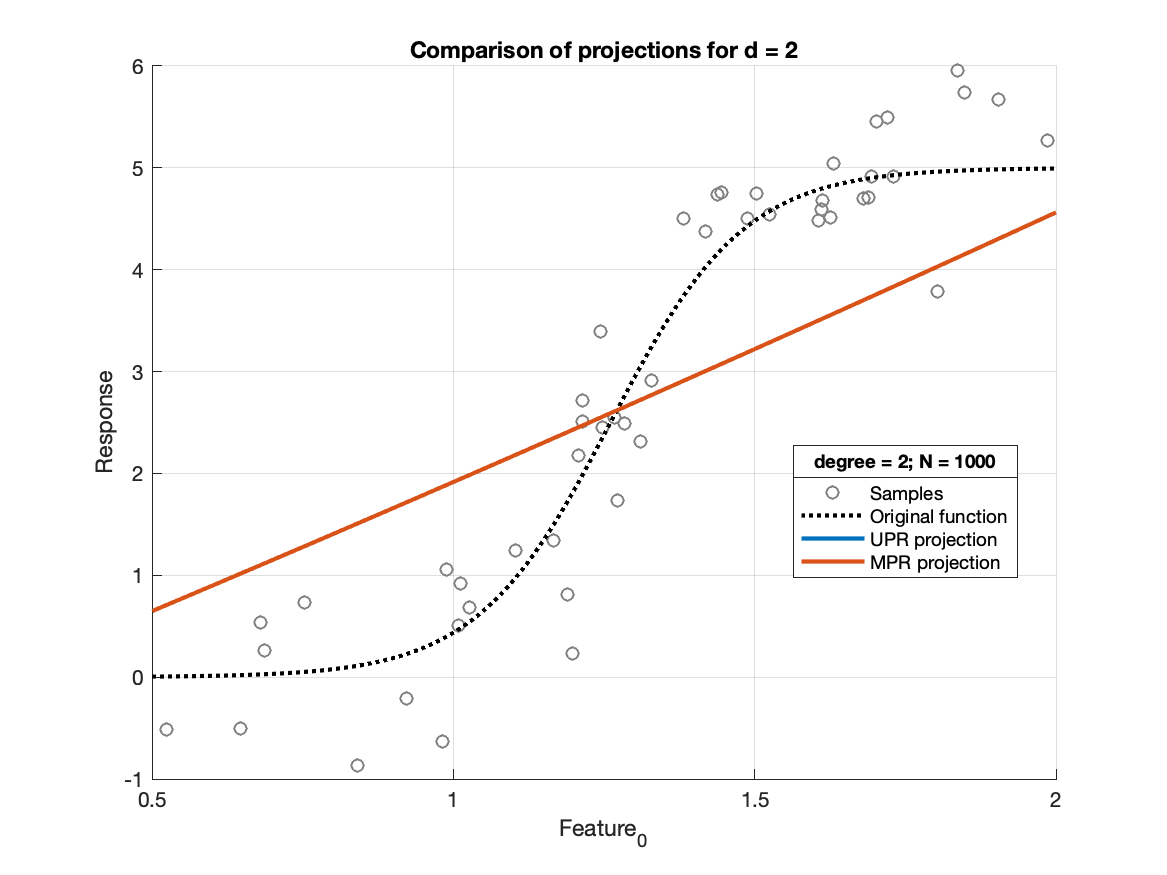 Comparison of projections for d = 2
6
5
4
3
2
1
0
-1
Response
0.5
1
1.5
2
Feature0
degree = 2; N = 1000
Samples
Original function
UPR projection
MPR projection